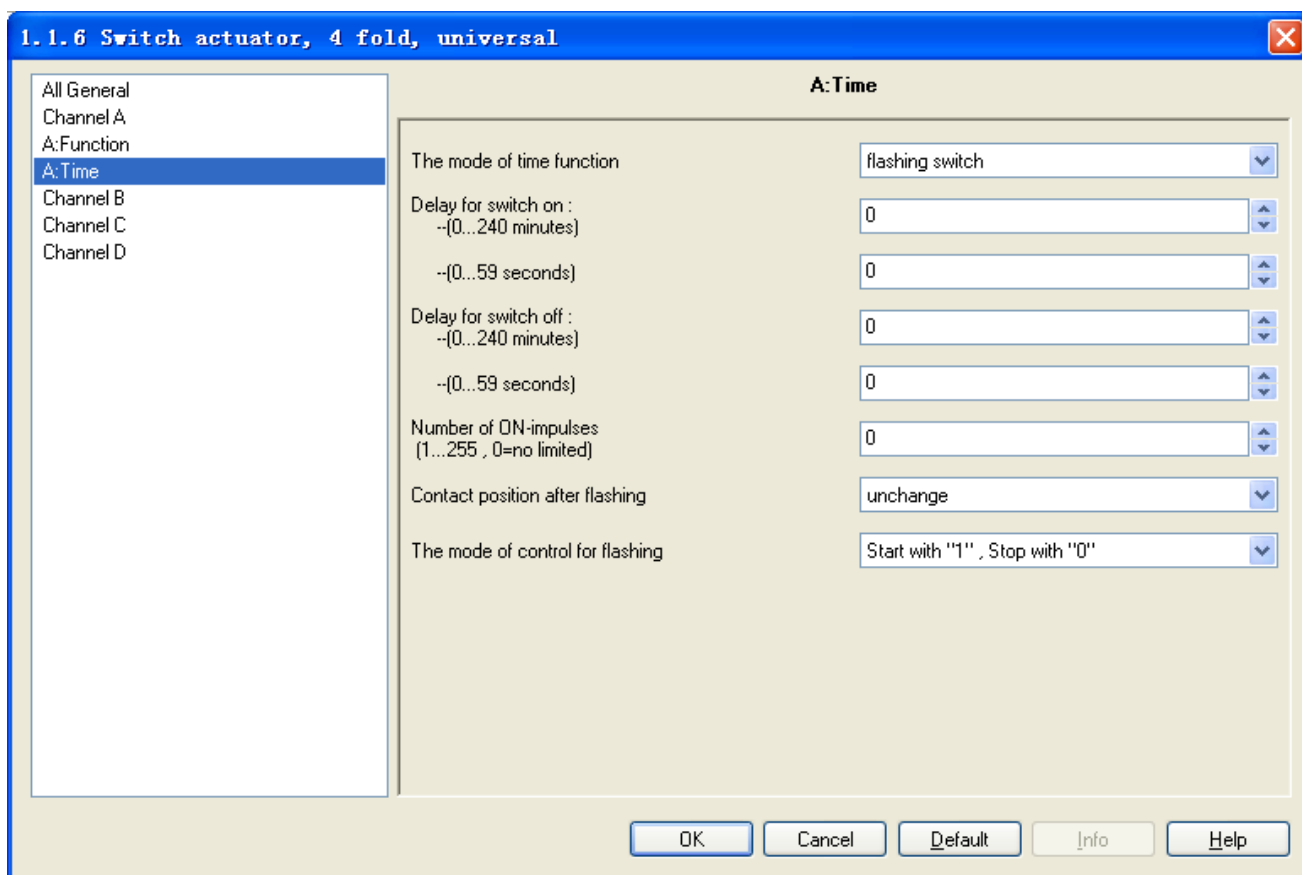 1.1.6 Switch actuator, 4 fold, universal
All General
Channel A
A:Function
A:Time
Channel B
Channel C
Channel D
A:Time
The mode of time function
flashing switch
Delay for switch on :
--(0...240 minutes)
0
--(0...59 seconds)
0
Delay for switch off :
--(0...240 minutes)
0
--(0...59 seconds)
0
Number of ON-impulses
(1...255 , 0=no limited)
0
Contact position after flashing
unchange
The mode of control for flashing
Start with "1" , Stop with "0"
OK
Cancel
Default
Info
Help